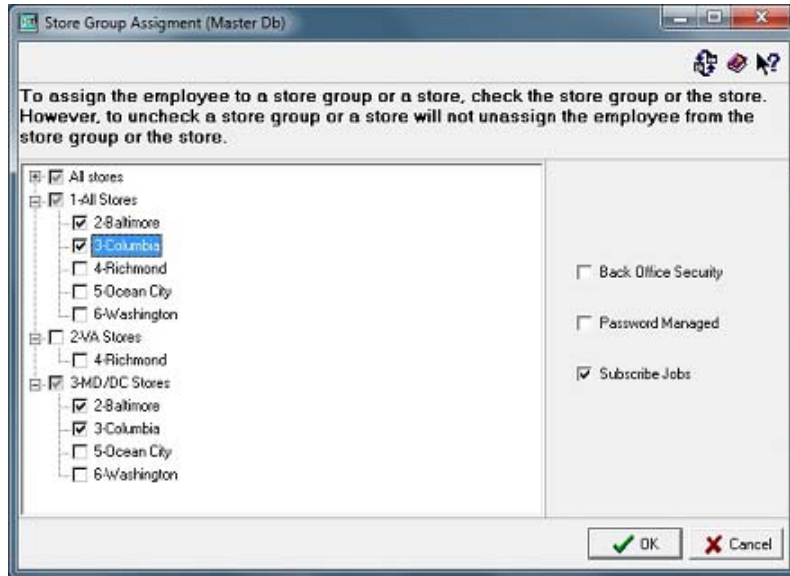 Store Group Assigment (Master Db)
To assign the employee to a store group or a store, check the store group or the store.
However, to uncheck a store group or a store will not unassign the employee from the
store group or the store.
All stores
1-All Stores
2-Baltimore
3-Columbia
4-Richmond
5-Ocean City
6-Washington
2-VA Stores
4-Richmond
3-MD/DC Stores
2-Baltimore
3-Columbia
5-Ocean City
6-Washington
Back Office Security
Password Managed
Subscribe Jobs
OK
Cancel